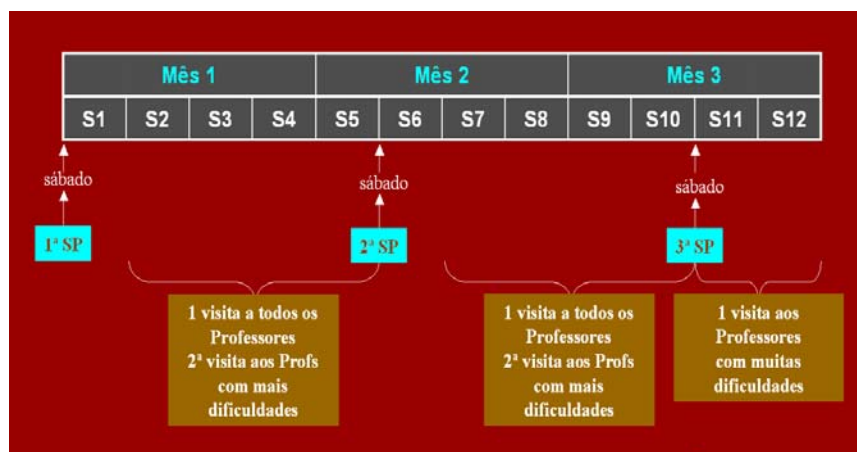 Mês 1 Mês 2 Mês 3
S1 S2 S3 S4 S5 S6 S7 S8 S9 S10 S11 S12
sábado sábado sábado
1ª SP 2ª SP 3ª SP
1 visita a todos os
Professores
2ª visita aos Profs
com mais
dificuldades
1 visita a todos os
Professores
2ª visita aos Profs
com mais
dificuldades
1 visita aos
Professores
com muitas
dificuldades